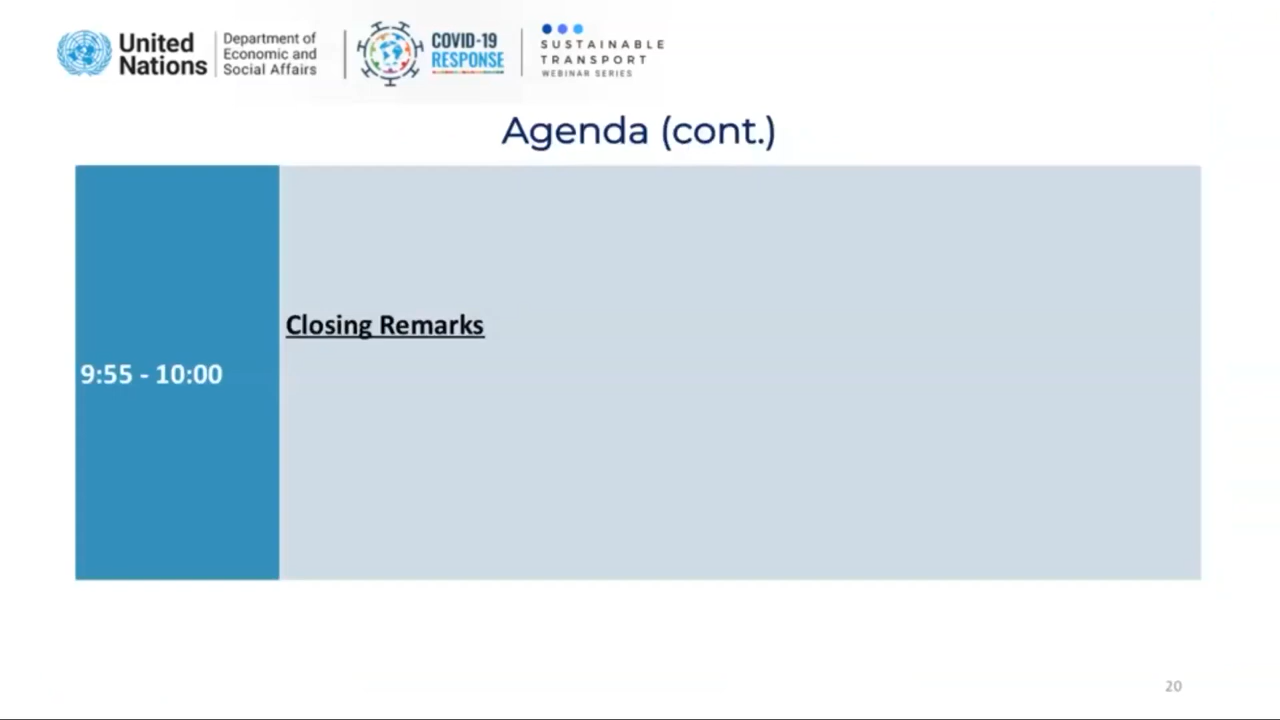 United
Nations
Department of
Economic and
Social Affairs
COVID-19
RESPONSE
SUSTAINABLE
TRANSPORT
WEBINAR SERIES
Agenda (cont.)
9:55 - 10:00
Closing Remarks
20